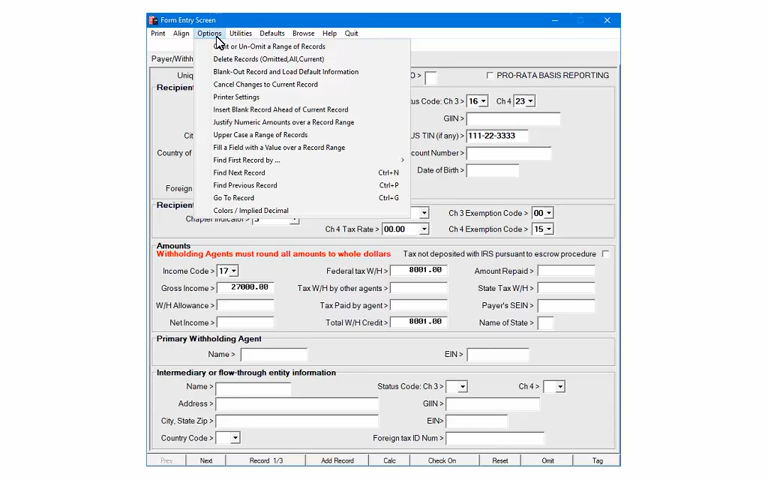 Form Entry Screen
Print Align Options Utilities Defaults Browse Help Quit
or Un-Omit a Range of Records
Delete Records (Omitted,All,Current)
Blank-Out Record and Load Default Information
Cancel Changes to Current Record
Printer Settings
Insert Blank Record Ahead of Current Record
Justify Numeric Amounts over a Record Range
Upper Case a Range of Records
Fill a Field with a Value over a Record Range
Find First Record by ... >
Find Next Record Ctrl+N
Find Previous Record Ctrl+P
Go To Record Ctrl+G
Colors / Implied Decimal
Payer/Withh
Uniq > PRO-RATA BASIS REPORTING
Recipien
tus Code: Ch 3 > 16 Ch 4 23
GIIN >
Cit US TIN (if any) > 111-22-3333
Country of count Number >
Date of Birth >
Foreign
Recipien
Ch 3 Exemption Code > 00
Chapter Indicator > 3 Ch 4 Tax Rate > 00.00 Ch 4 Exemption Code > 15
Amounts
Withholding Agents must round all amounts to whole dollars Tax not deposited with IRS pursuant to escrow procedure
Income Code > 17 Federal tax W/H > 8001.00 Amount Repaid >
Gross Income > 27000.00 Tax W/H by other agents > State Tax W/H >
W/H Allowance > Tax Paid by agent > Payer's SEIN >
Net Income > Total W/H Credit > 8001.00 Name of State >
Primary Withholding Agent
Name > EIN >
Intermediary or flow-through entity information
Name > Status Code: Ch 3 > Ch 4 >
Address > GIIN >
City, State Zip > EIN>
Country Code > Foreign tax ID Num >
Prev Next Record 1/3 Add Record Calc Check On Reset Omit Tag